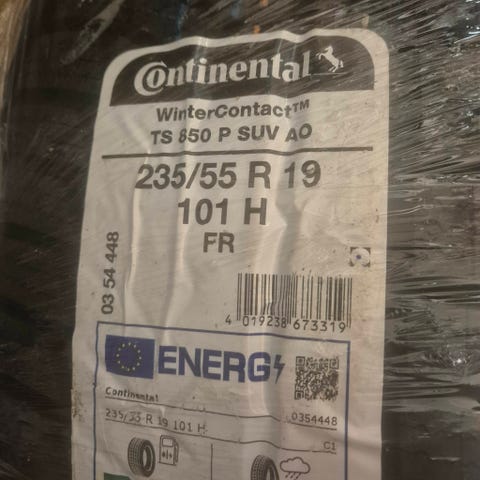 Continental
WinterContact™
TS 850 P SUV AO
235/55 R 19
101 H
FR
03 54 448
4 019238 673319
ENERG
Continental
0354448
235/55 R 19 101 H
C1